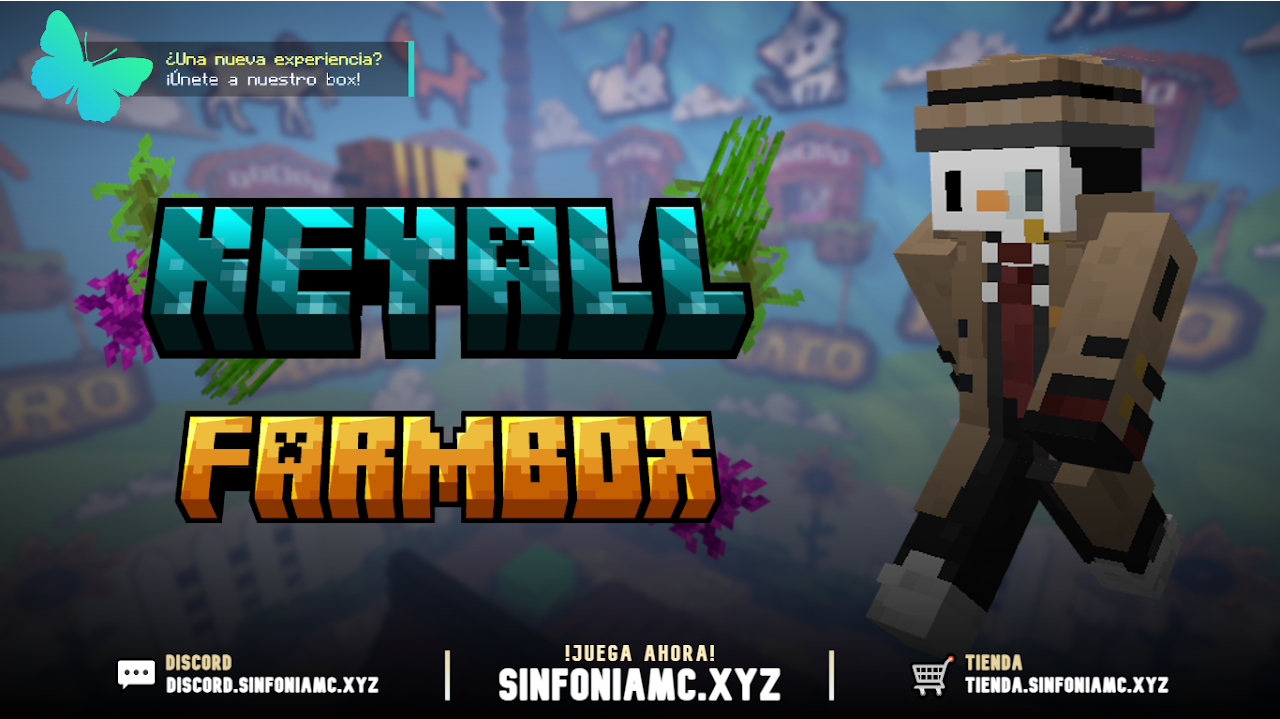 ¿Una nueva experiencia?
¡Únete a nuestro box!
KEYALL
FARMBOX
DISCORD
DISCORD.SINFONIAMC.XYZ
!JUEGA AHORA!
SINFONIAMC.XYZ
TIENDA
TIENDA.SINFONIAMC.XYZ